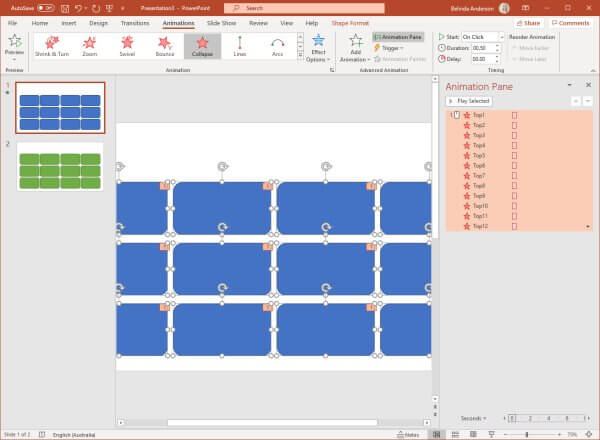 AutoSave Off Presentation3 - PowerPoint Search Belinda Anderson
File Home Insert Design Transitions Animations Slide Show Review View Help Shape Format Share Comments
Preview Shrink & Turn Zoom Swivel Bounce Collapse Lines Arcs Effect Options Add Animation Animation Pane Trigger Animation Painter Start: On Click Duration: 00.50 Delay: 00.00 Reorder Animation Move Earlier Move Later
Preview Animation Advanced Animation Timing
1
2
Animation Pane
Play Selected
1 Top1
Top2
Top3
Top4
Top5
Top6
Top7
Top8
Top9
Top10
Top11
Top12
Seconds 0 2 4 6
Slide 1 of 2 English (Australia) Notes 79%